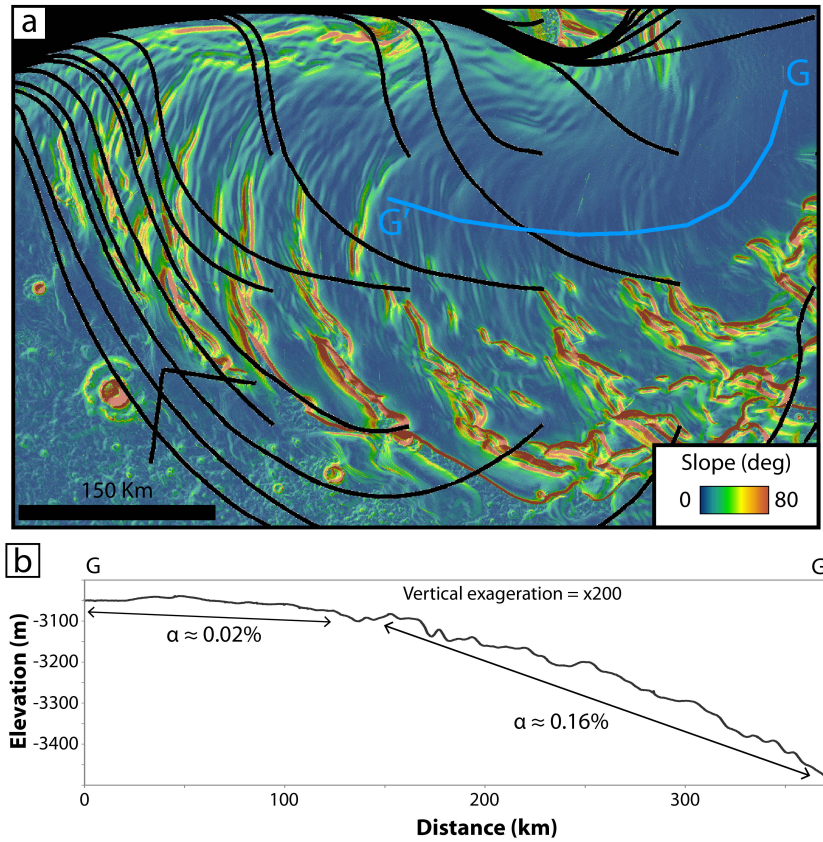 a
G
G'
150 Km
Slope (deg)
0 80
b
G G
Vertical exageration = x200
-3100
α ≈ 0.02%
-3200
-3300
α ≈ 0.16%
-3400
Elevation (m)
0 100 200 300
Distance (km)